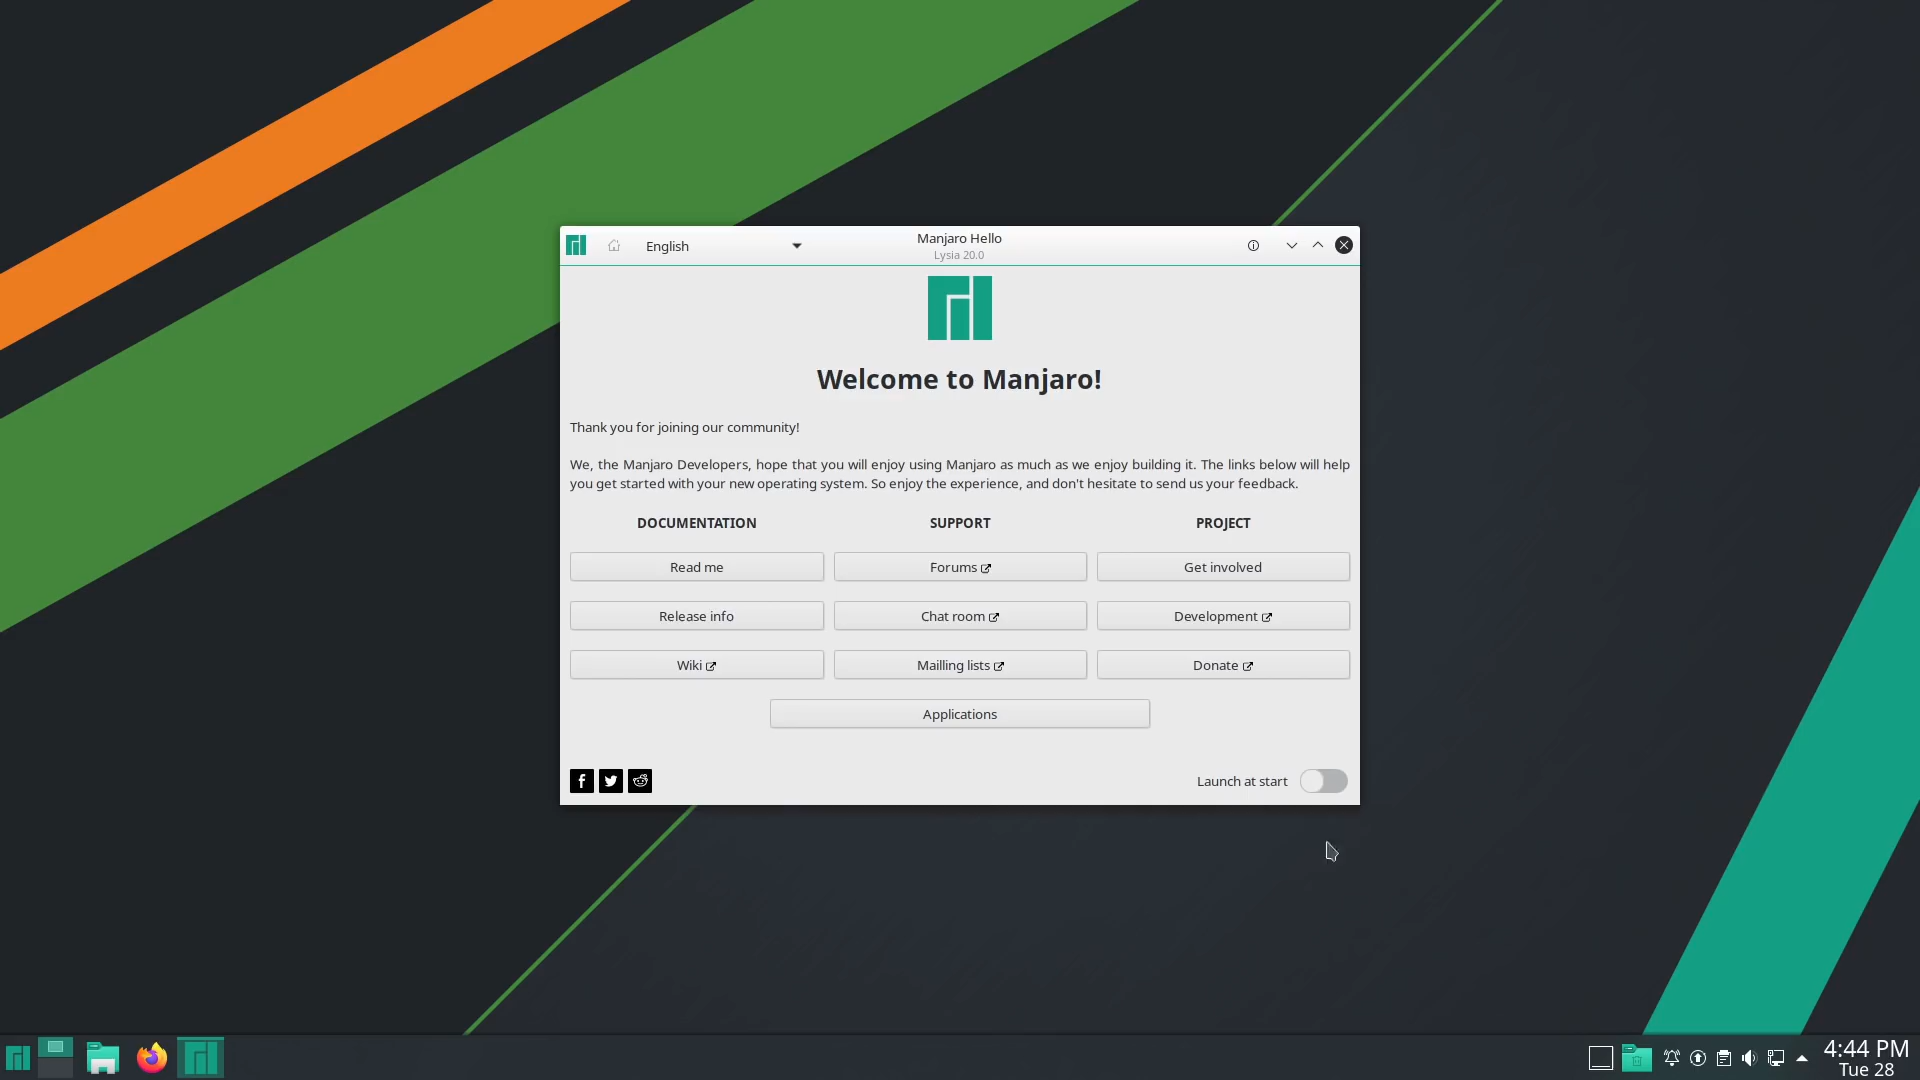 English
Manjaro Hello
Lysia 20.0
Welcome to Manjaro!
Thank you for joining our community!
We, the Manjaro Developers, hope that you will enjoy using Manjaro as much as we enjoy building it. The links below will help
you get started with your new operating system. So enjoy the experience, and don't hesitate to send us your feedback.
DOCUMENTATION
SUPPORT
PROJECT
Read me
Forums
Get involved
Release info
Chat room
Development
Wiki
Mailling lists
Donate
Applications
Launch at start
4:44 PM
Tue 28